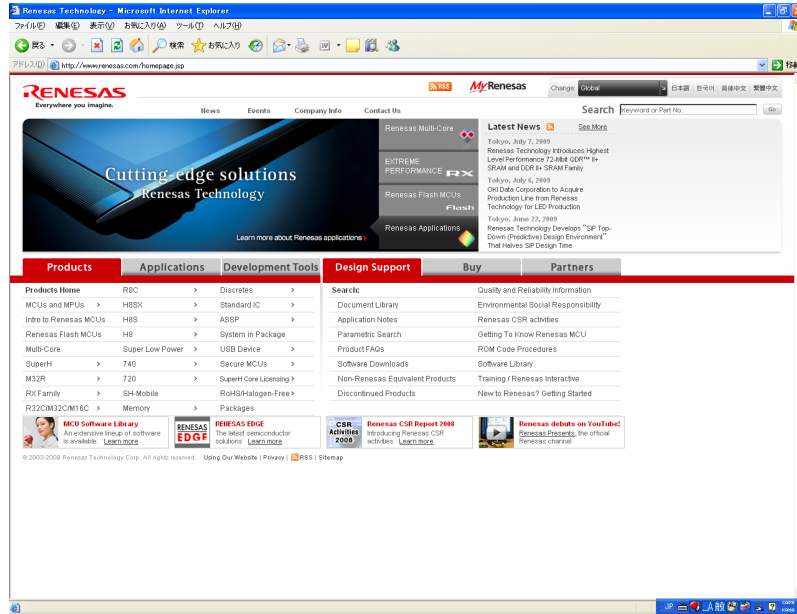 Renesas Technology - Microsoft Internet Explorer
ファイル(F) 編集(E) 表示(V) お気に入り(A) ツール(T) ヘルプ(H)
戻る 検索 お気に入り
アドレス(D) http://www.renesas.com/homepage.jsp 移動
RENESAS
Everywhere you imagine.
RSS
MyRenesas
Change: Global
日本語 한국어 简体中文 繁體中文
News Events Company Info Contact Us
Search Keyword or Part No. Go
Cutting-edge solutions
Renesas Technology
Learn more about Renesas applications
Renesas Multi-Core
EXTREME
PERFORMANCE RX
Renesas Flash MCUs
Flash
Renesas Applications
Latest News See More
Tokyo, July 7, 2009
Renesas Technology Introduces Highest
Level Performance 72-Mbit QDR™ II+
SRAM and DDR II+ SRAM Family
Tokyo, July 6, 2009
OKI Data Corporation to Acquire
Production Line from Renesas
Technology for LED Production
Tokyo, June 22, 2009
Renesas Technology Develops "SiP Top-
Down (Predictive) Design Environment"
That Halves SiP Design Time
Products Applications Development Tools Design Support Buy Partners
Products Home R8C > Discretes >
MCUs and MPUs > H8SX > Standard IC >
Intro to Renesas MCUs H8S > ASSP >
Renesas Flash MCUs H8 > System in Package
Multi-Core Super Low Power > USB Device >
SuperH > 740 > Secure MCUs >
M32R > 720 > SuperH Core Licensing >
RX Family > SH-Mobile RoHS/Halogen-Free >
R32C/M32C/M16C > Memory > Packages
Search: Quality and Reliability Information
Document Library Environmental Social Responsibility
Application Notes Renesas CSR activities
Parametric Search Getting To Know Renesas MCU
Product FAQs ROM Code Procedures
Software Downloads Software Library
Non-Renesas Equivalent Products Training / Renesas Interactive
Discontinued Products New to Renesas? Getting Started
MCU Software Library
An extensive lineup of software
is available. Learn more
RENESAS
EDGE
RENESAS EDGE
The latest semiconductor
solutions Learn more
CSR
Activities
2008
Renesas CSR Report 2008
Introducing Renesas CSR
activities Learn more
Renesas debuts on YouTube!
Renesas Presents, the official
Renesas channel
© 2003-2008 Renesas Technology Corp. All rights reserved. Using Our Website | Privacy | RSS | Sitemap
JP A 般 CAPS
KANA